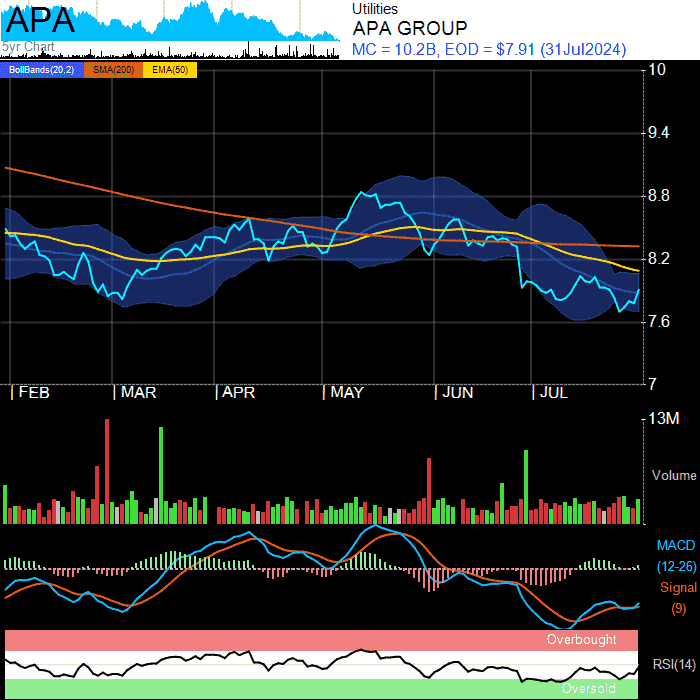 APA
5yr Chart
Utilities
APA GROUP
MC = 10.2B, EOD = $7.91 (31Jul2024)
BollBands(20,2) SMA(200) EMA(50)
10
9.4
8.8
8.2
7.6
7
FEB MAR APR MAY JUN JUL
13M
Volume
MACD
(12-26)
Signal
(9)
Overbought
RSI(14)
Oversold